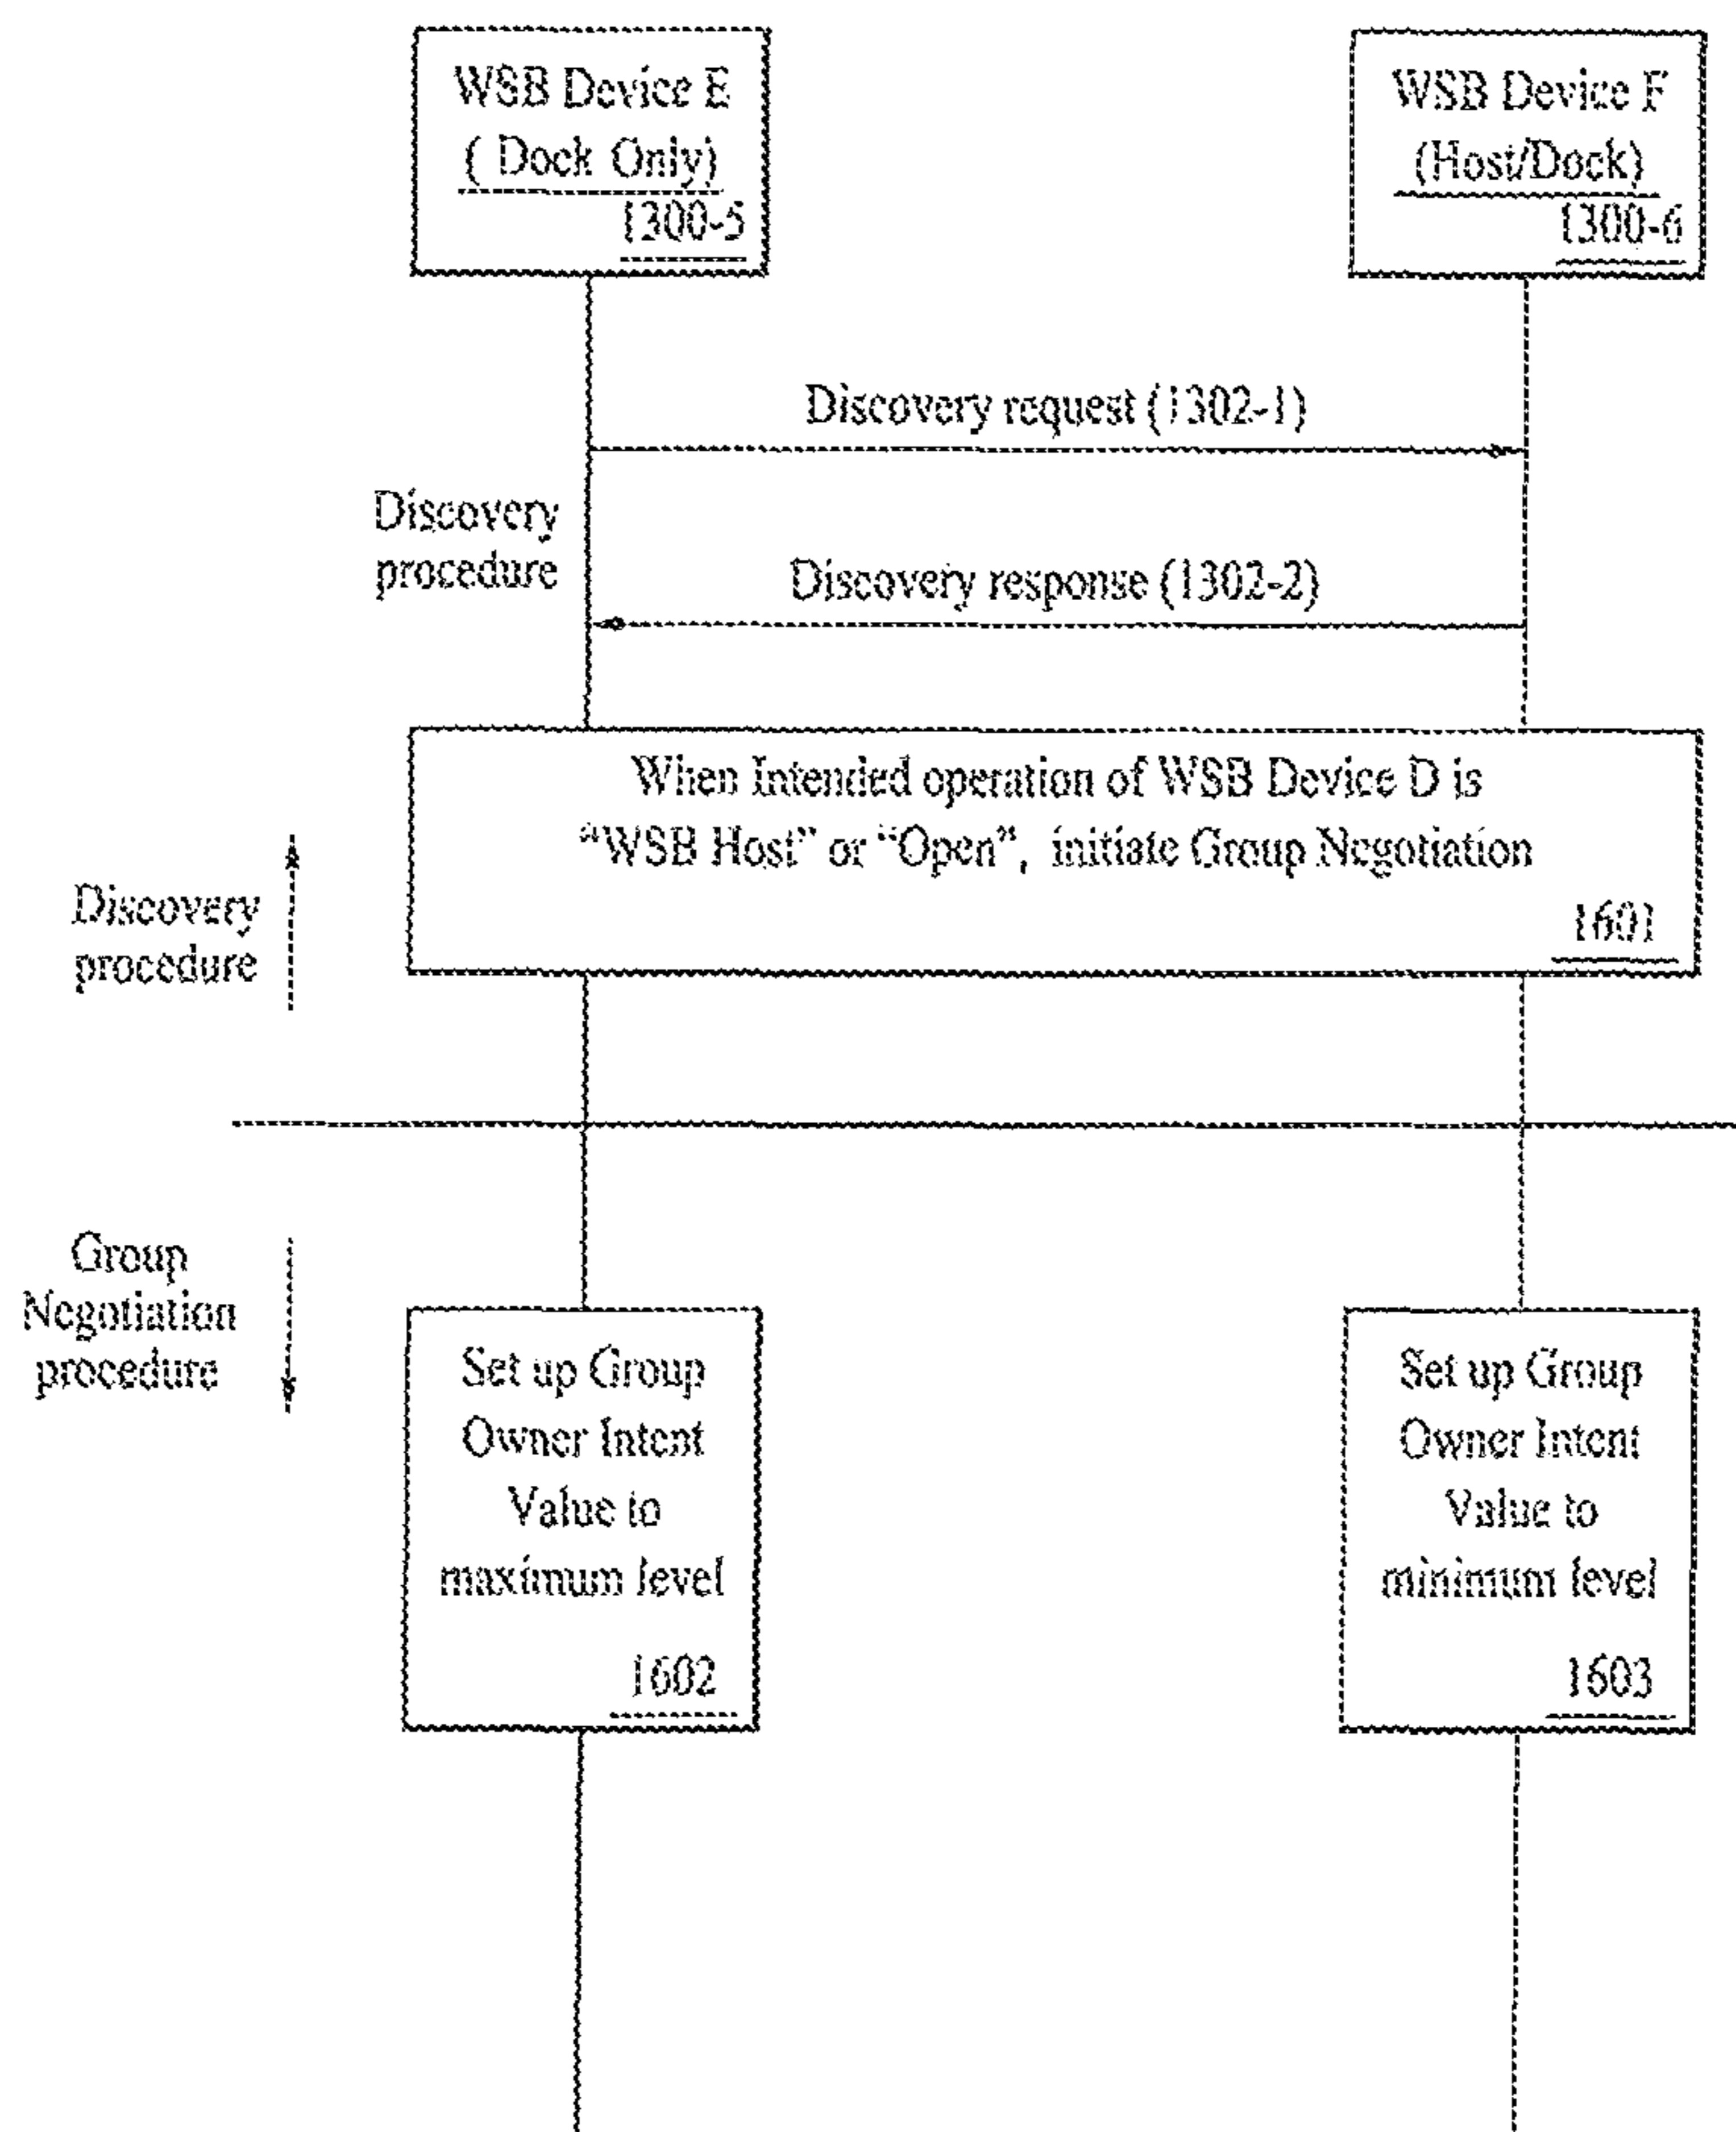 WSB Device E
( Dock Only)
1300-5
WSB Device F
(Host/Dock)
1300-6
Discovery request (1302-1)
Discovery
procedure
Discovery response (1302-2)
When Intended operation of WSB Device D is
“WSB Host” or “Open”, initiate Group Negotiation
1601
Discovery
procedure
Group
Negotiation
procedure
Set up Group
Owner Intent
Value to
maximum level
1602
Set up Group
Owner Intent
Value to
minimum level
1603